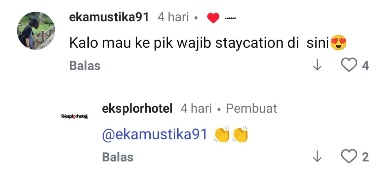 ekamustika91 4 hari • ❤️
Kalo mau ke pik wajib staycation di sini😍
Balas 4
eksplorhotel 4 hari • Pembuat
@ekamustika91 👏👏
Balas 2